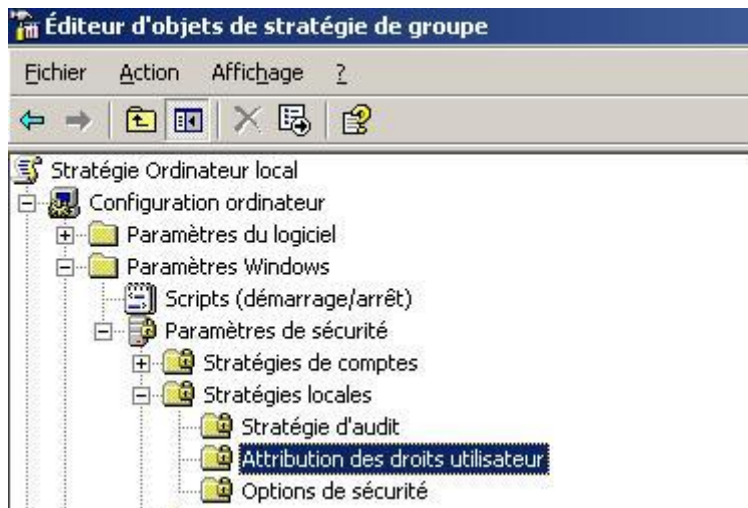 Éditeur d'objets de stratégie de groupe
Fichier Action Affichage ?
Stratégie Ordinateur local
Configuration ordinateur
Paramètres du logiciel
Paramètres Windows
Scripts (démarrage/arrêt)
Paramètres de sécurité
Stratégies de comptes
Stratégies locales
Stratégie d'audit
Attribution des droits utilisateur
Options de sécurité